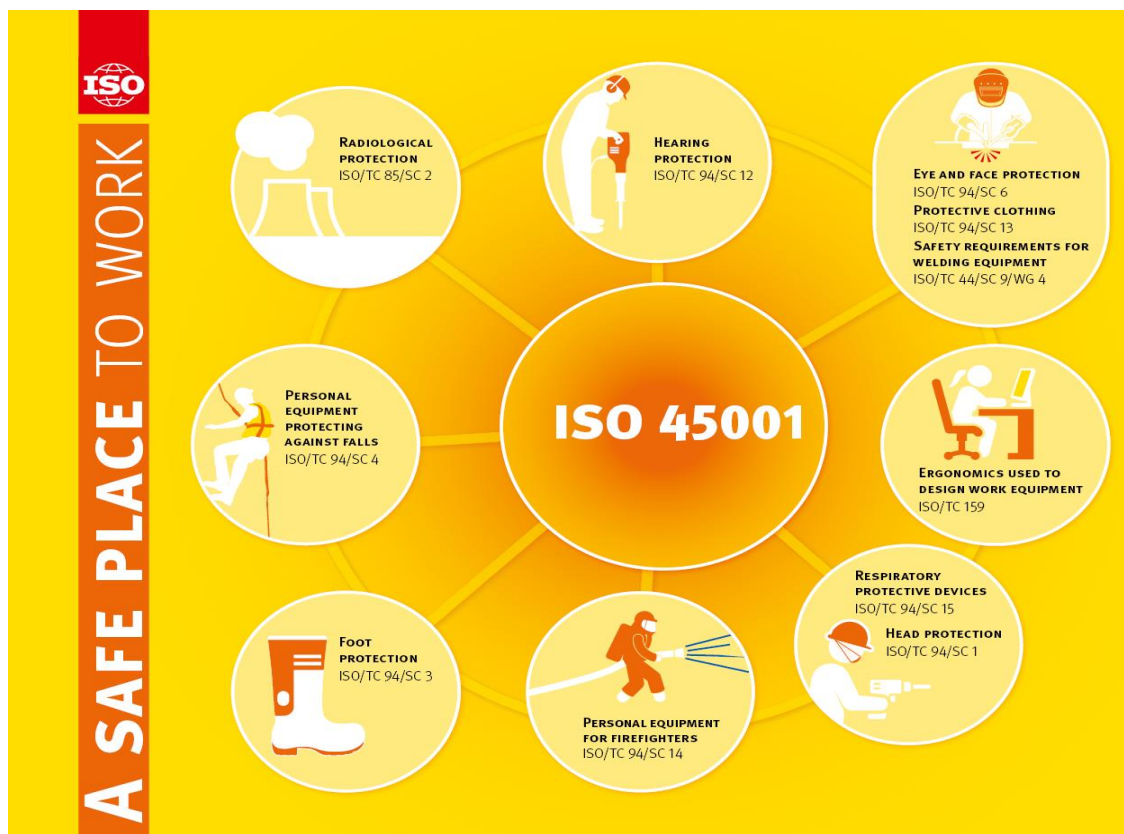 ISO
A SAFE PLACE TO WORK
RADIOLOGICAL
PROTECTION
ISO/TC 85/SC 2
HEARING
PROTECTION
ISO/TC 94/SC 12
EYE AND FACE PROTECTION
ISO/TC 94/SC 6
PROTECTIVE CLOTHING
ISO/TC 94/SC 13
SAFETY REQUIREMENTS FOR
WELDING EQUIPMENT
ISO/TC 44/SC 9/WG 4
PERSONAL
EQUIPMENT
PROTECTING
AGAINST FALLS
ISO/TC 94/SC 4
ISO 45001
ERGONOMICS USED TO
DESIGN WORK EQUIPMENT
ISO/TC 159
FOOT
PROTECTION
ISO/TC 94/SC 3
PERSONAL EQUIPMENT
FOR FIREFIGHTERS
ISO/TC 94/SC 14
RESPIRATORY
PROTECTIVE DEVICES
ISO/TC 94/SC 15
HEAD PROTECTION
ISO/TC 94/SC 1